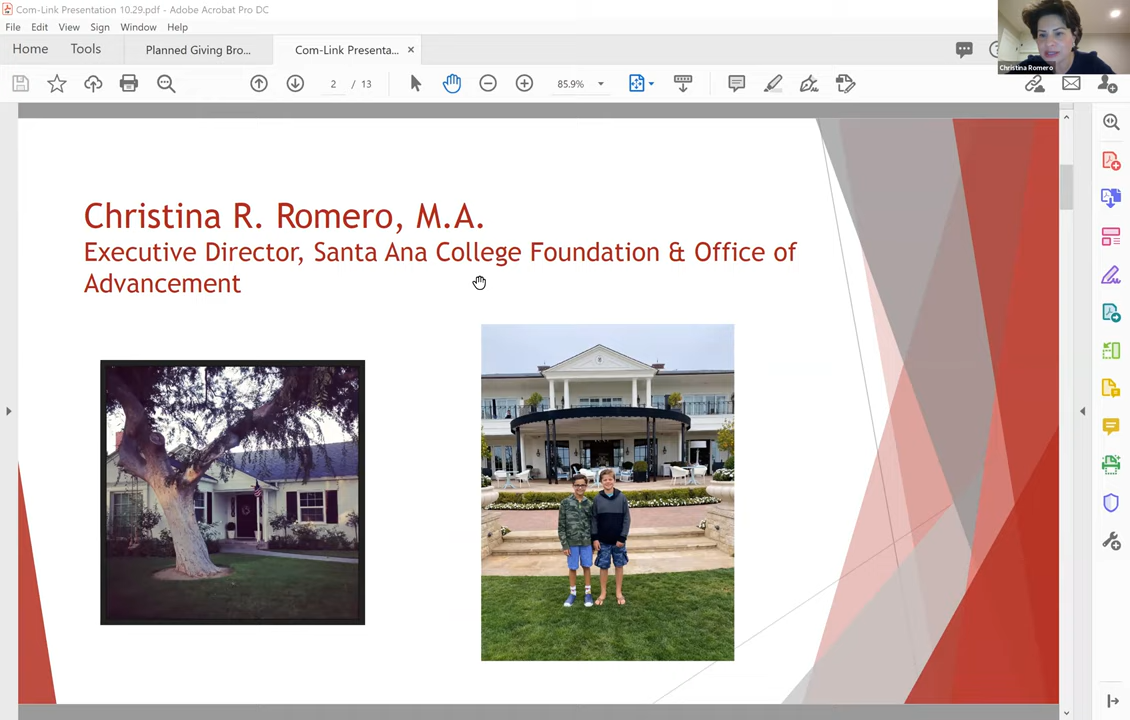 Com-Link Presentation 10.29.pdf - Adobe Acrobat Pro DC
File Edit View Sign Window Help
Home Tools Planned Giving Bro... Com-Link Presenta... ×
2 / 13 85.9%
Christina Romero
Christina R. Romero, M.A.
Executive Director, Santa Ana College Foundation & Office of
Advancement